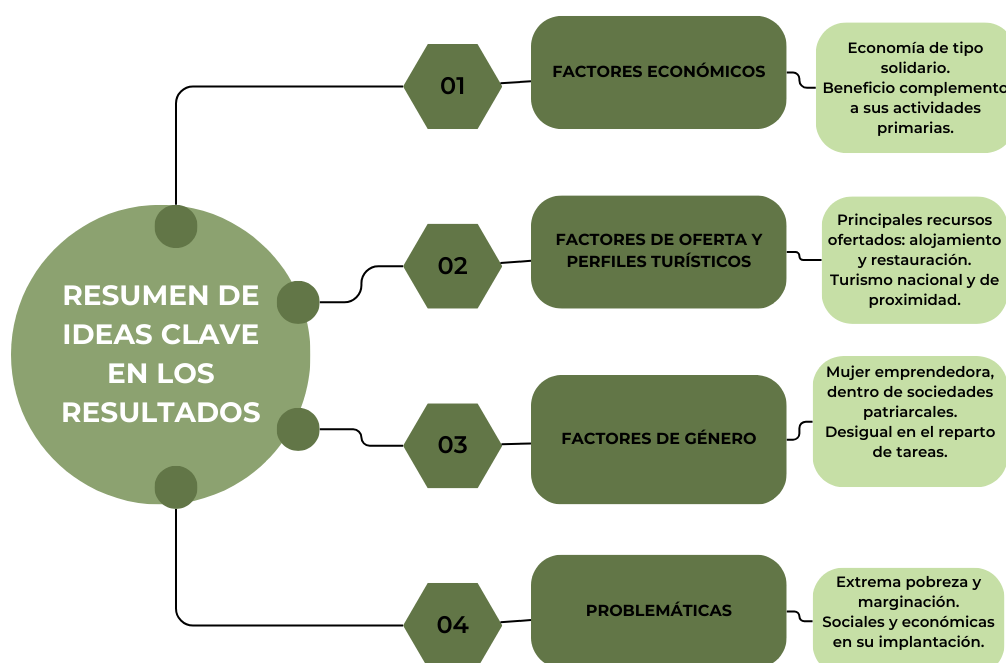 RESUMEN DE
IDEAS CLAVE
EN LOS
RESULTADOS
01
FACTORES ECONÓMICOS
Economía de tipo
solidario.
Beneficio complemento
a sus actividades
primarias.
02
FACTORES DE OFERTA Y
PERFILES TURÍSTICOS
Principales recursos
ofertados: alojamiento
y restauración.
Turismo nacional y de
proximidad.
03
FACTORES DE GÉNERO
Mujer emprendedora,
dentro de sociedades
patriarcales.
Desigual en el reparto
de tareas.
04
PROBLEMÁTICAS
Extrema pobreza y
marginación.
Sociales y económicas
en su implantación.